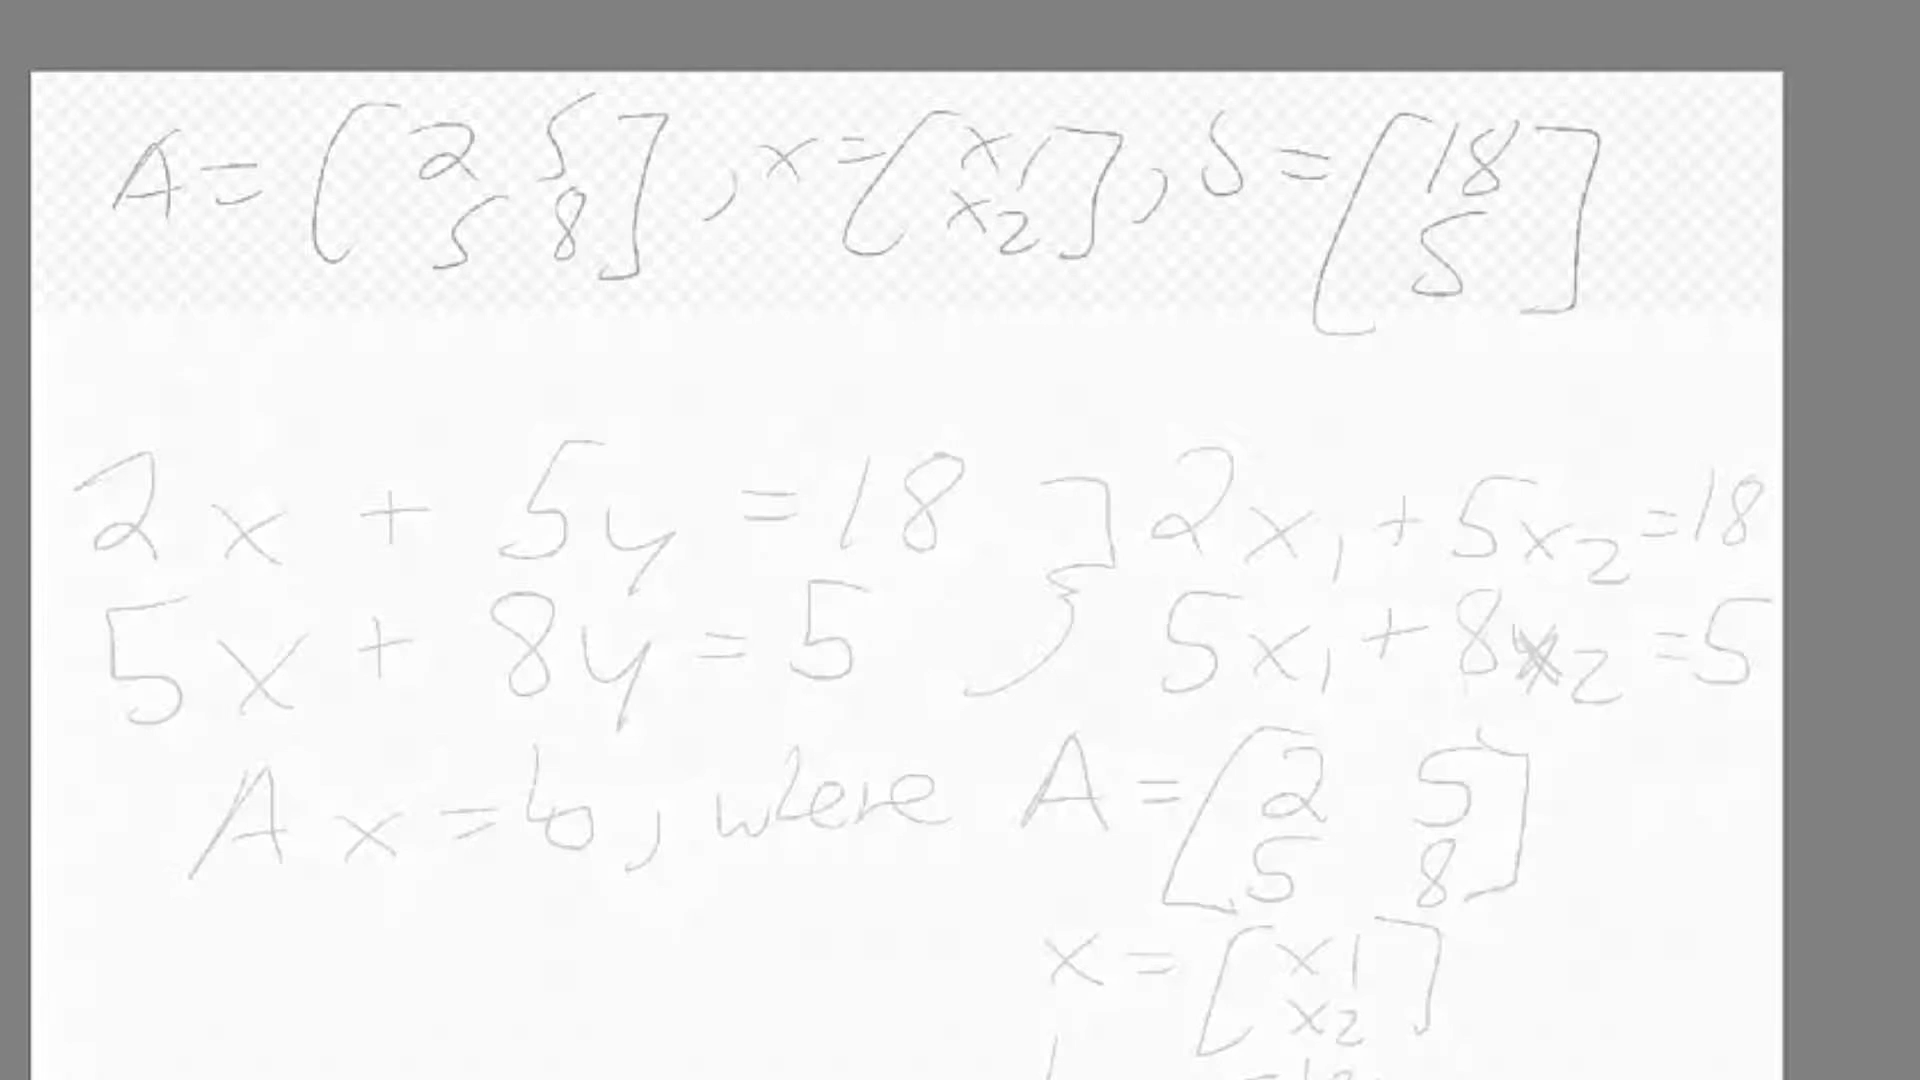 A = [2 5 5 8], x = [x1 x2], b = [18 5]
2x + 5y = 18 } 2x1 + 5x2 = 18
5x + 8y = 5 5x1 + 8x2 = 5
Ax = b, were A = [2 5
5 8]
x = [x1
x2]